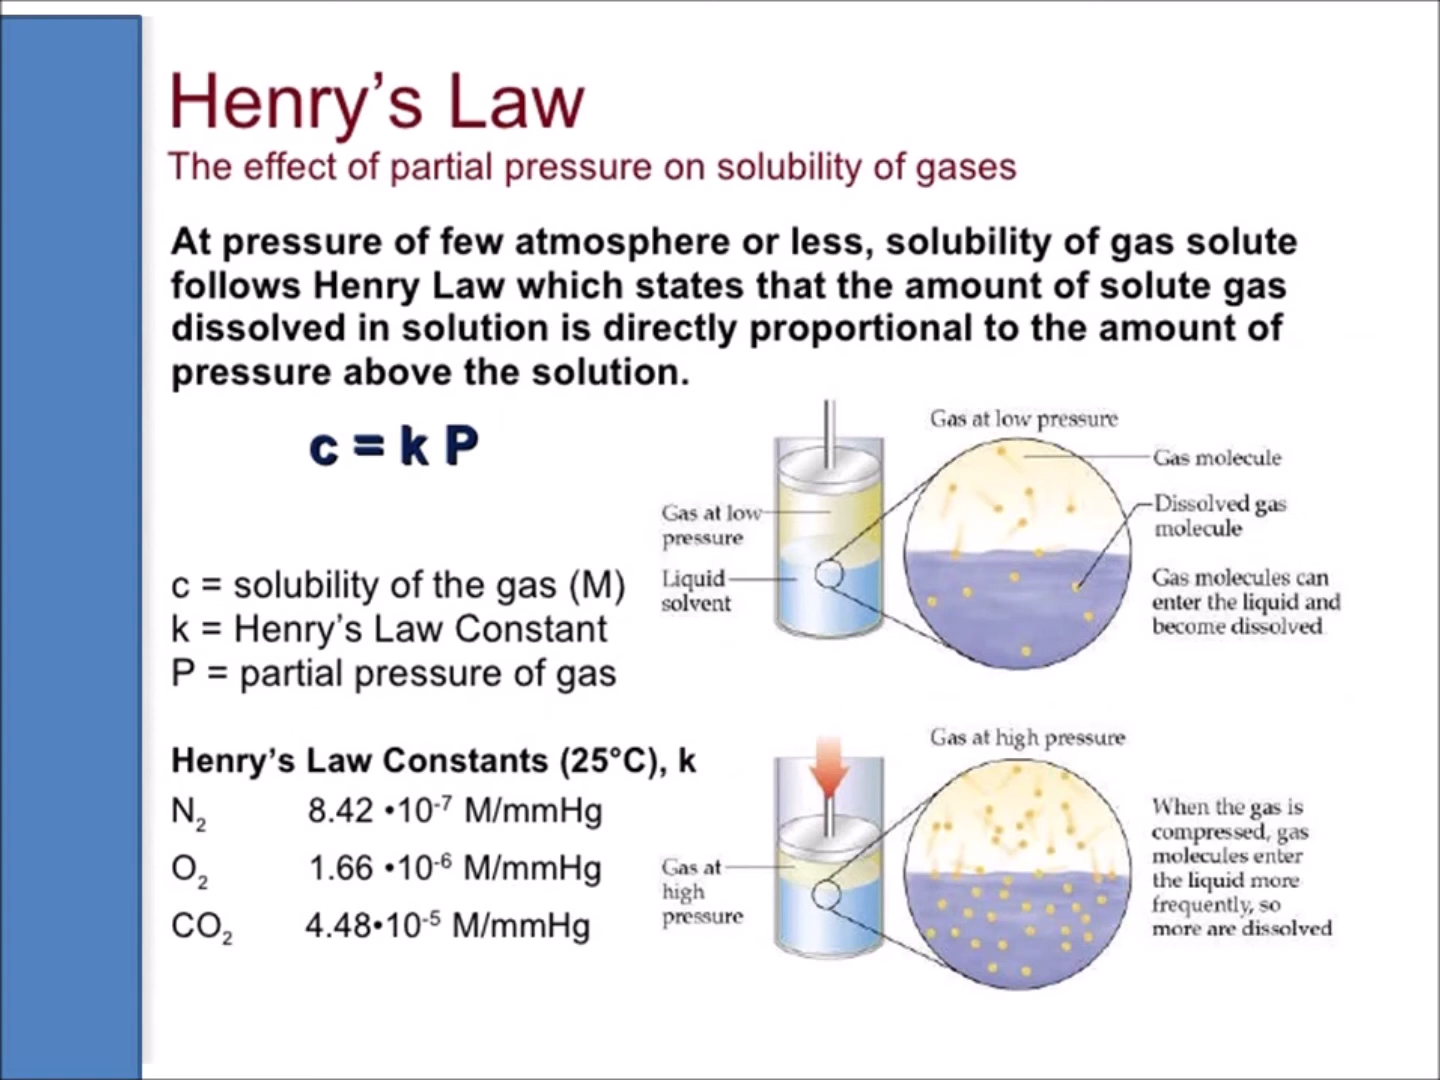 Henry’s Law
The effect of partial pressure on solubility of gases
At pressure of few atmosphere or less, solubility of gas solute
follows Henry Law which states that the amount of solute gas
dissolved in solution is directly proportional to the amount of
pressure above the solution.
c = k P
c = solubility of the gas (M)
k = Henry’s Law Constant
P = partial pressure of gas
Henry’s Law Constants (25°C), k
N₂ 8.42 •10⁻⁷ M/mmHg
O₂ 1.66 •10⁻⁶ M/mmHg
CO₂ 4.48•10⁻⁵ M/mmHg
Gas at low pressure
Gas molecule
Dissolved gas
molecule
Gas at low
pressure
Liquid
solvent
Gas molecules can
enter the liquid and
become dissolved
Gas at high pressure
Gas at
high
pressure
When the gas is
compressed, gas
molecules enter
the liquid more
frequently, so
more are dissolved